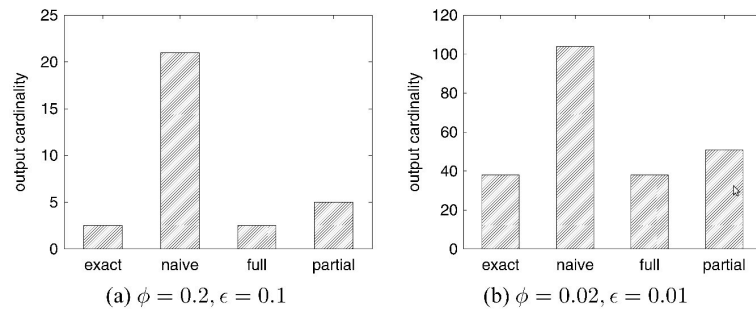 25
20
15
10
5
0
output cardinality
exact naive full partial
(a) ϕ = 0.2, ϵ = 0.1
120
100
80
60
40
20
0
output cardinality
exact naive full partial
(b) ϕ = 0.02, ϵ = 0.01